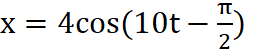 x = 4cos(10t − π/2)